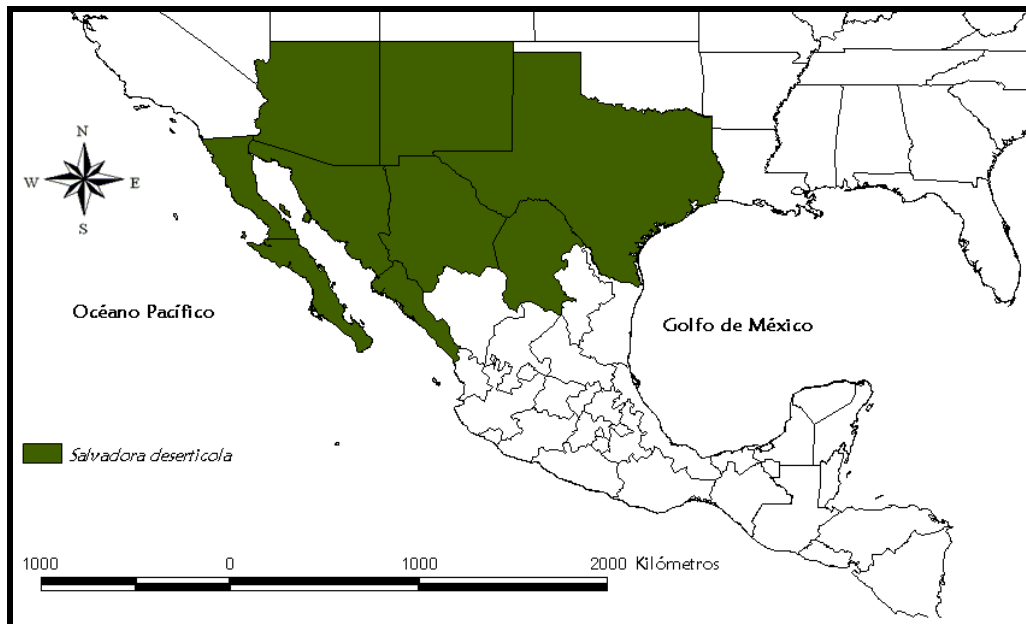 N
W E
S
Océano Pacífico
Golfo de México
Salvadora deserticola
1000 0 1000 2000 Kilómetros